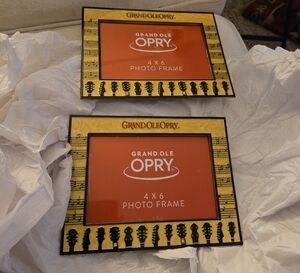 GRAND OLE OPRY
GRAND OLE
OPRY
4 X 6
PHOTO FRAME
GRAND OLE OPRY
GRAND OLE
OPRY
4 X 6
PHOTO FRAME